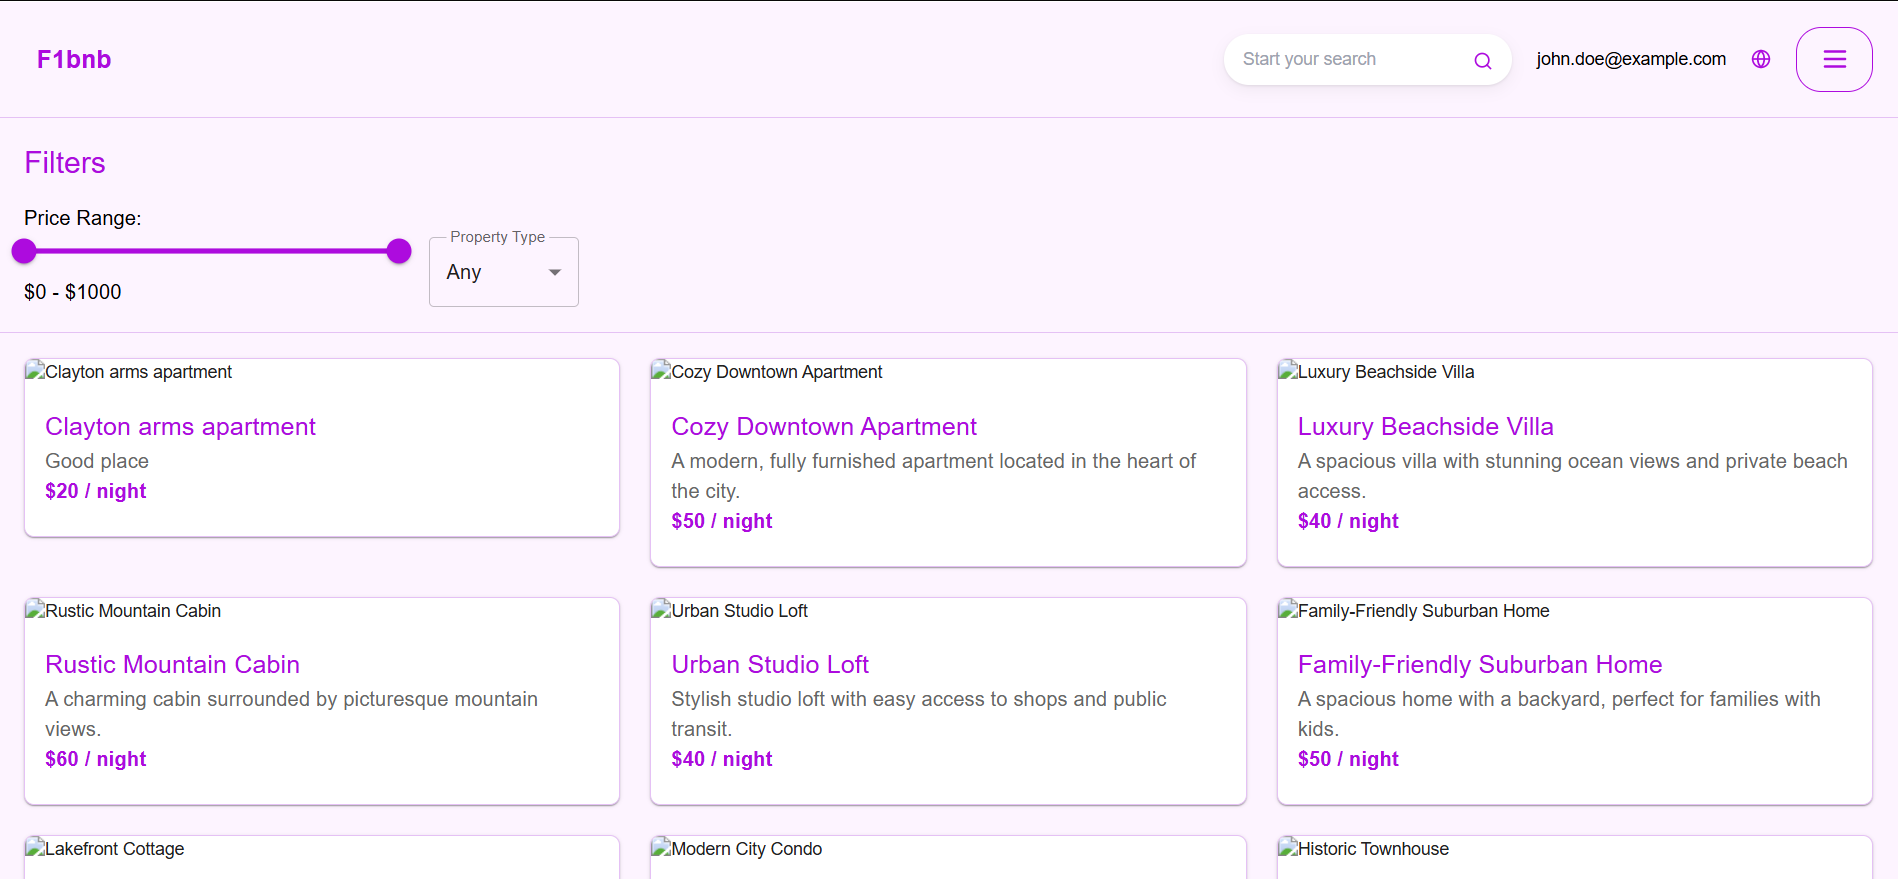 F1bnb
Start your search
john.doe@example.com
Filters
Price Range:
Property Type
Any
$0 - $1000
Clayton arms apartment
Clayton arms apartment
Good place
$20 / night
Cozy Downtown Apartment
Cozy Downtown Apartment
A modern, fully furnished apartment located in the heart of
the city.
$50 / night
Luxury Beachside Villa
Luxury Beachside Villa
A spacious villa with stunning ocean views and private beach
access.
$40 / night
Rustic Mountain Cabin
Rustic Mountain Cabin
A charming cabin surrounded by picturesque mountain
views.
$60 / night
Urban Studio Loft
Urban Studio Loft
Stylish studio loft with easy access to shops and public
transit.
$40 / night
Family-Friendly Suburban Home
Family-Friendly Suburban Home
A spacious home with a backyard, perfect for families with
kids.
$50 / night
Lakefront Cottage
Modern City Condo
Historic Townhouse